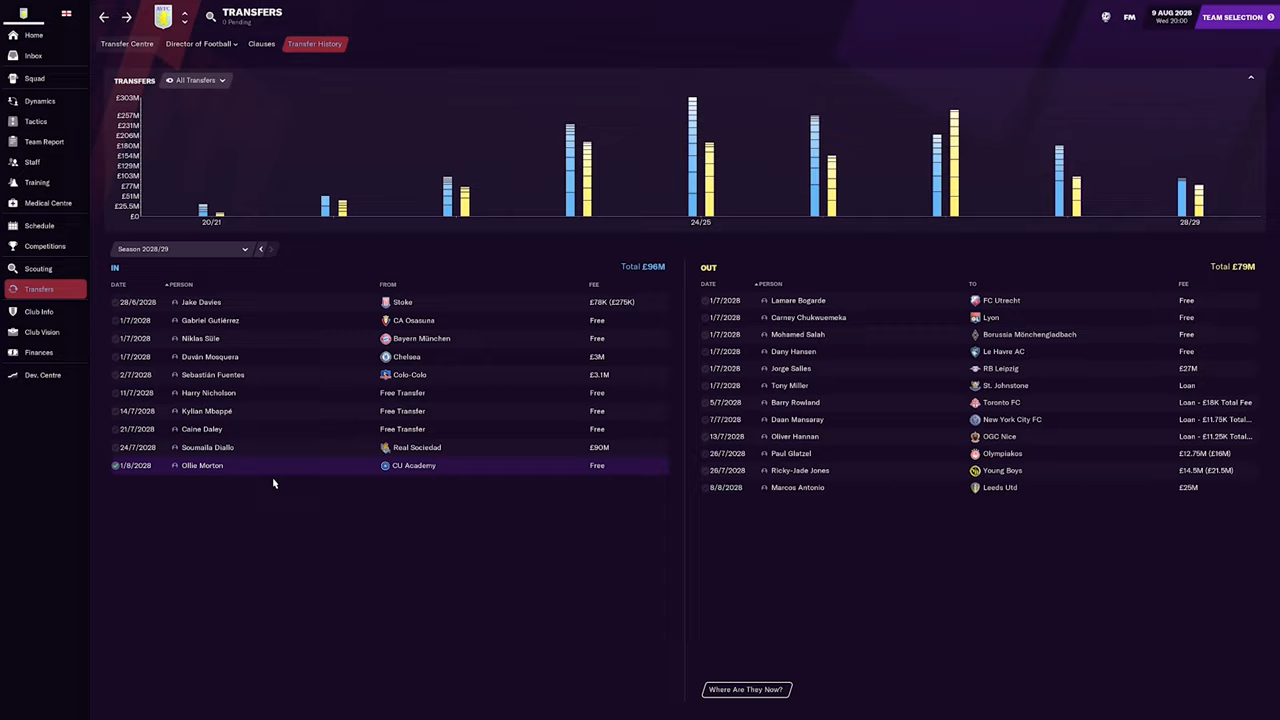 TRANSFERS
0 Pending
FM
9 AUG 2028
Wed 20:00
TEAM SELECTION
Transfer Centre
Director of Football
Clauses
Transfer History
Home
Inbox
Squad
Dynamics
Tactics
Team Report
Staff
Training
Medical Centre
Schedule
Competitions
Scouting
Transfers
Club Info
Club Vision
Finances
Dev. Centre
TRANSFERS All Transfers
£303M
£257M
£231M
£206M
£180M
£154M
£129M
£103M
£77M
£51M
£25.5M
£0
20/21 24/25 28/29
Season 2028/29
IN Total £96M
DATE PERSON FROM FEE
28/6/2028 Jake Davies Stoke £78K (£275K)
1/7/2028 Gabriel Gutiérrez CA Osasuna Free
1/7/2028 Niklas Süle Bayern München Free
1/7/2028 Duván Mosquera Chelsea £3M
2/7/2028 Sebastián Fuentes Colo-Colo £3.1M
11/7/2028 Harry Nicholson Free Transfer Free
14/7/2028 Kylian Mbappé Free Transfer Free
21/7/2028 Caine Daley Free Transfer Free
24/7/2028 Soumaila Diallo Real Sociedad £90M
1/8/2028 Ollie Morton CU Academy Free
OUT Total £79M
DATE PERSON TO FEE
1/7/2028 Lamare Bogarde FC Utrecht Free
1/7/2028 Carney Chukwuemeka Lyon Free
1/7/2028 Mohamed Salah Borussia Mönchengladbach Free
1/7/2028 Dany Hansen Le Havre AC Free
1/7/2028 Jorge Salles RB Leipzig £27M
1/7/2028 Tony Miller St. Johnstone Loan
5/7/2028 Barry Rowland Toronto FC Loan - £18K Total Fee
7/7/2028 Daan Mansaray New York City FC Loan - £11.75K Total...
13/7/2028 Oliver Hannan OGC Nice Loan - £11.25K Total...
26/7/2028 Paul Glatzel Olympiakos £12.75M (£16M)
26/7/2028 Ricky-Jade Jones Young Boys £14.5M (£21.5M)
8/8/2028 Marcos Antonio Leeds Utd £25M
Where Are They Now?